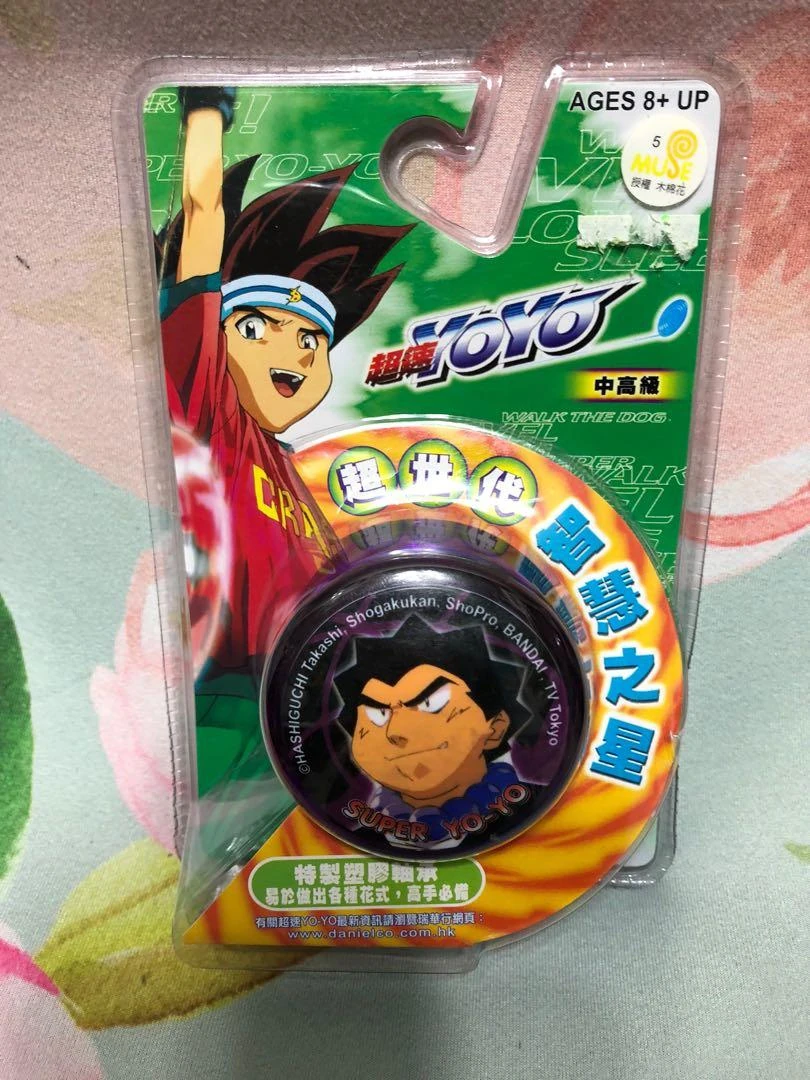 AGES 8+ UP
5
MUSE
授權 木棉花
超速YOYO
中高級
WALK THE DOG
超世代
智慧之星
CRA
©HASHIGUCHI Takashi, Shogakukan, ShoPro, BANDAI, TV Tokyo
SUPER YO-YO
特製塑膠軸承
易於做出各種花式，高手必備
有關超速YO-YO最新資訊請瀏覽瑞華行網頁：
www.danielco.com.hk